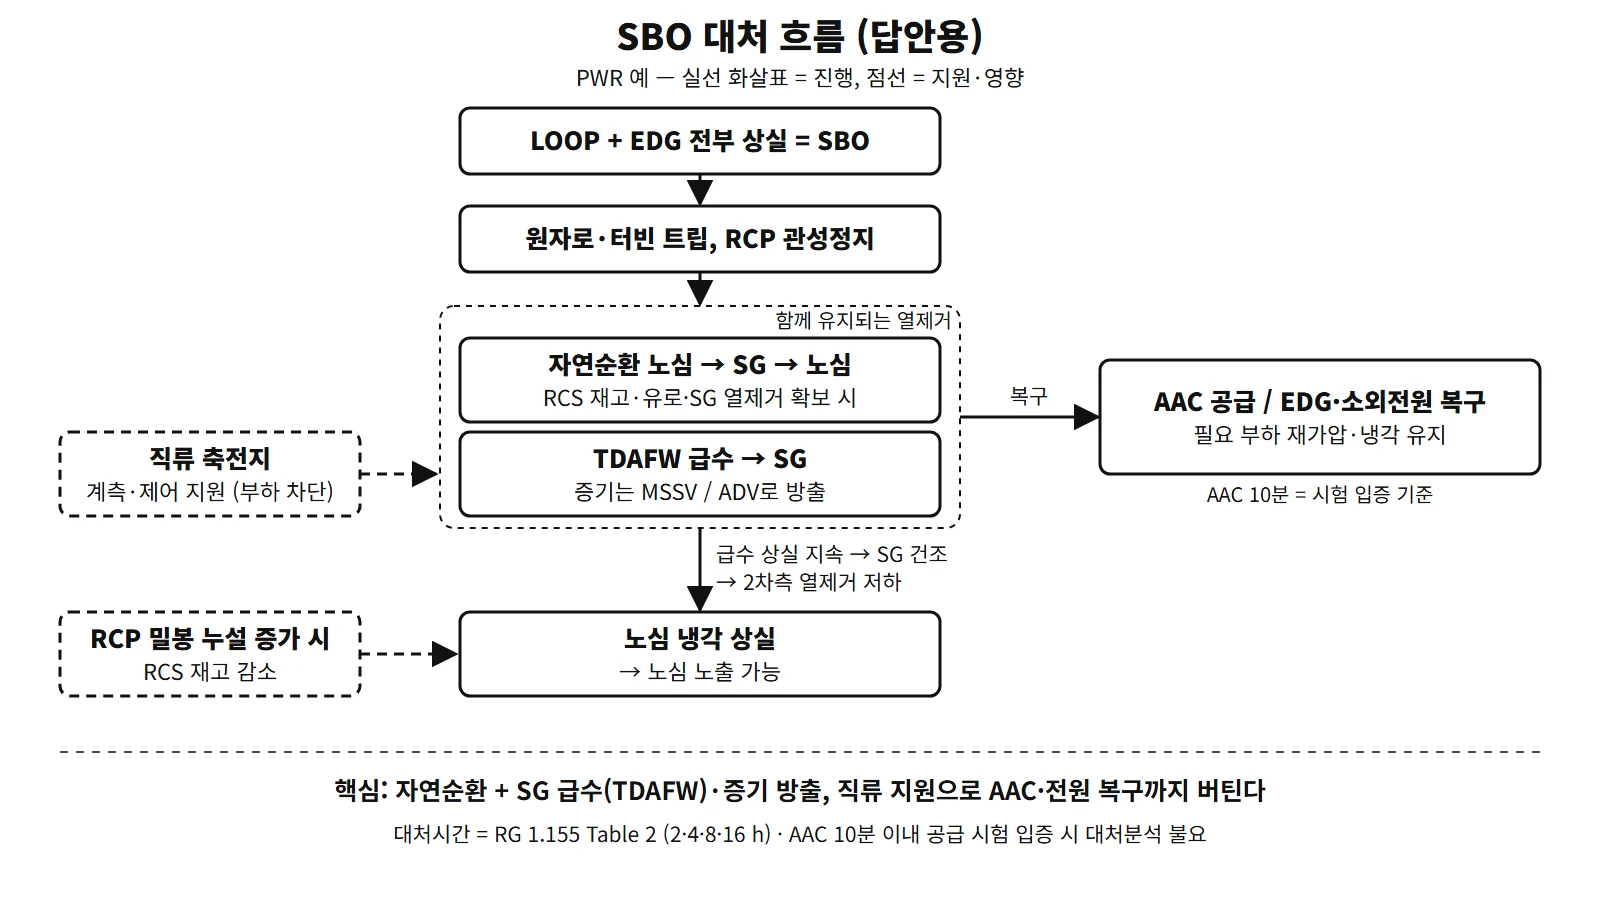 SBO 대처 흐름 (답안용)
PWR 예 — 실선 화살표 = 진행, 점선 = 지원·영향
LOOP + EDG 전부 상실 = SBO
원자로·터빈 트립, RCP 관성정지
함께 유지되는 열제거
자연순환 노심 → SG → 노심
RCS 재고·유로·SG 열제거 확보 시
TDAFW 급수 → SG
증기는 MSSV / ADV로 방출
직류 축전지
계측·제어 지원 (부하 차단)
복구
AAC 공급 / EDG·소외전원 복구
필요 부하 재가압·냉각 유지
AAC 10분 = 시험 입증 기준
급수 상실 지속 → SG 건조
→ 2차측 열제거 저하
RCP 밀봉 누설 증가 시
RCS 재고 감소
노심 냉각 상실
→ 노심 노출 가능
핵심: 자연순환 + SG 급수(TDAFW)·증기 방출, 직류 지원으로 AAC·전원 복구까지 버틴다
대처시간 = RG 1.155 Table 2 (2·4·8·16 h) · AAC 10분 이내 공급 시험 입증 시 대처분석 불요